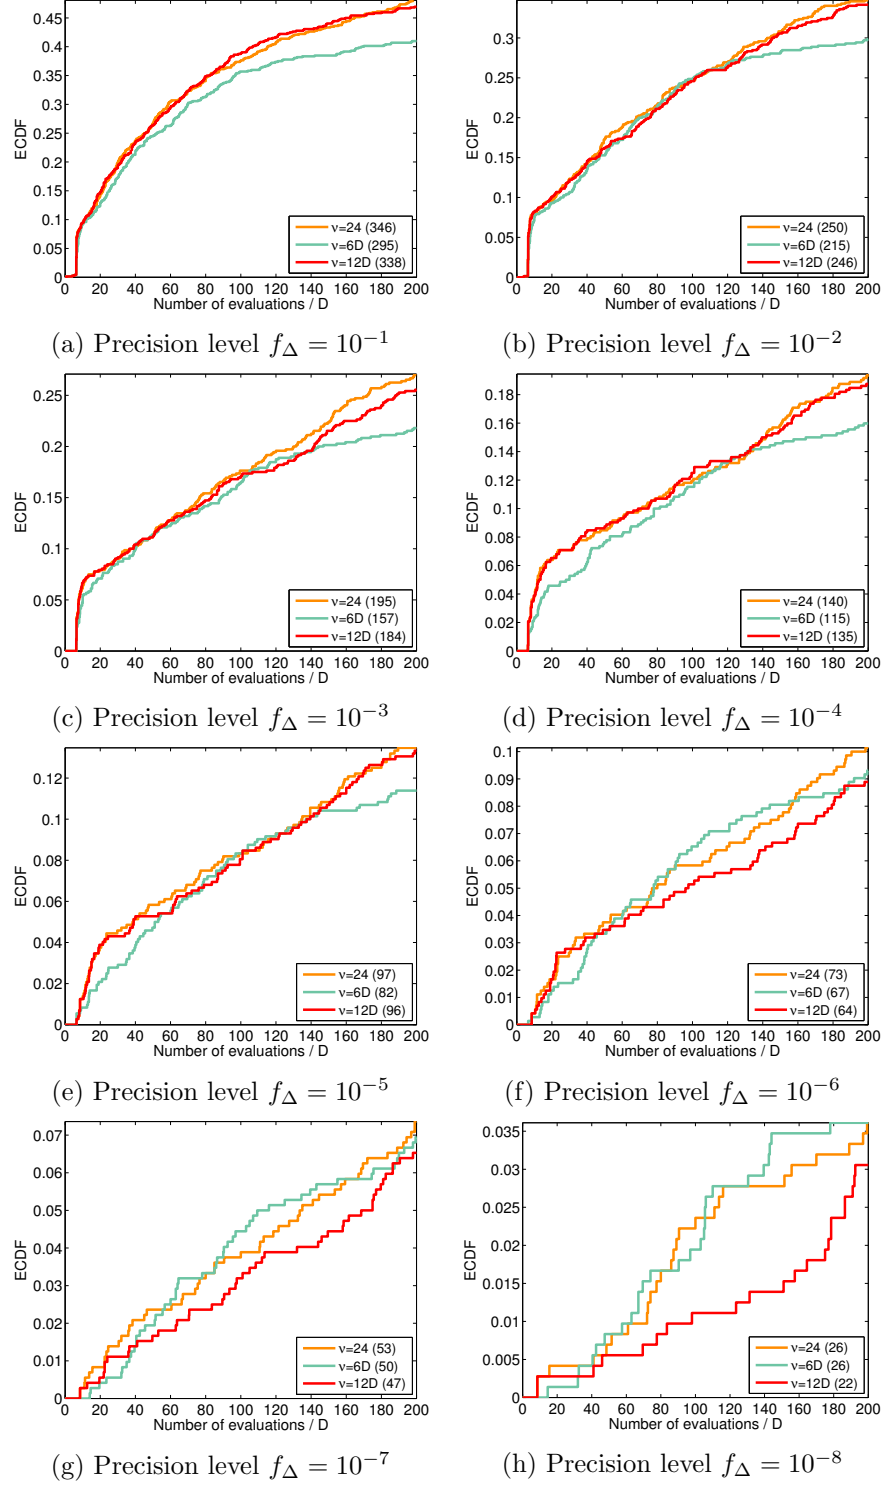 0.45
0.4
0.35
0.3
0.25
0.2
0.15
0.1
0.05
0
ECDF
ν=24 (346)
ν=6D (295)
ν=12D (338)
0 20 40 60 80 100 120 140 160 180 200
Number of evaluations / D
(a) Precision level f_Δ = 10^−1
0.3
0.25
0.2
0.15
0.1
0.05
0
ECDF
ν=24 (250)
ν=6D (215)
ν=12D (246)
0 20 40 60 80 100 120 140 160 180 200
Number of evaluations / D
(b) Precision level f_Δ = 10^−2
0.25
0.2
0.15
0.1
0.05
0
ECDF
ν=24 (195)
ν=6D (157)
ν=12D (184)
0 20 40 60 80 100 120 140 160 180 200
Number of evaluations / D
(c) Precision level f_Δ = 10^−3
0.18
0.16
0.14
0.12
0.1
0.08
0.06
0.04
0.02
0
ECDF
ν=24 (140)
ν=6D (115)
ν=12D (135)
0 20 40 60 80 100 120 140 160 180 200
Number of evaluations / D
(d) Precision level f_Δ = 10^−4
0.12
0.1
0.08
0.06
0.04
0.02
0
ECDF
ν=24 (97)
ν=6D (82)
ν=12D (96)
0 20 40 60 80 100 120 140 160 180 200
Number of evaluations / D
(e) Precision level f_Δ = 10^−5
0.1
0.09
0.08
0.07
0.06
0.05
0.04
0.03
0.02
0.01
0
ECDF
ν=24 (73)
ν=6D (67)
ν=12D (64)
0 20 40 60 80 100 120 140 160 180 200
Number of evaluations / D
(f) Precision level f_Δ = 10^−6
0.07
0.06
0.05
0.04
0.03
0.02
0.01
0
ECDF
ν=24 (53)
ν=6D (50)
ν=12D (47)
0 20 40 60 80 100 120 140 160 180 200
Number of evaluations / D
(g) Precision level f_Δ = 10^−7
0.035
0.03
0.025
0.02
0.015
0.01
0.005
0
ECDF
ν=24 (26)
ν=6D (26)
ν=12D (22)
0 20 40 60 80 100 120 140 160 180 200
Number of evaluations / D
(h) Precision level f_Δ = 10^−8